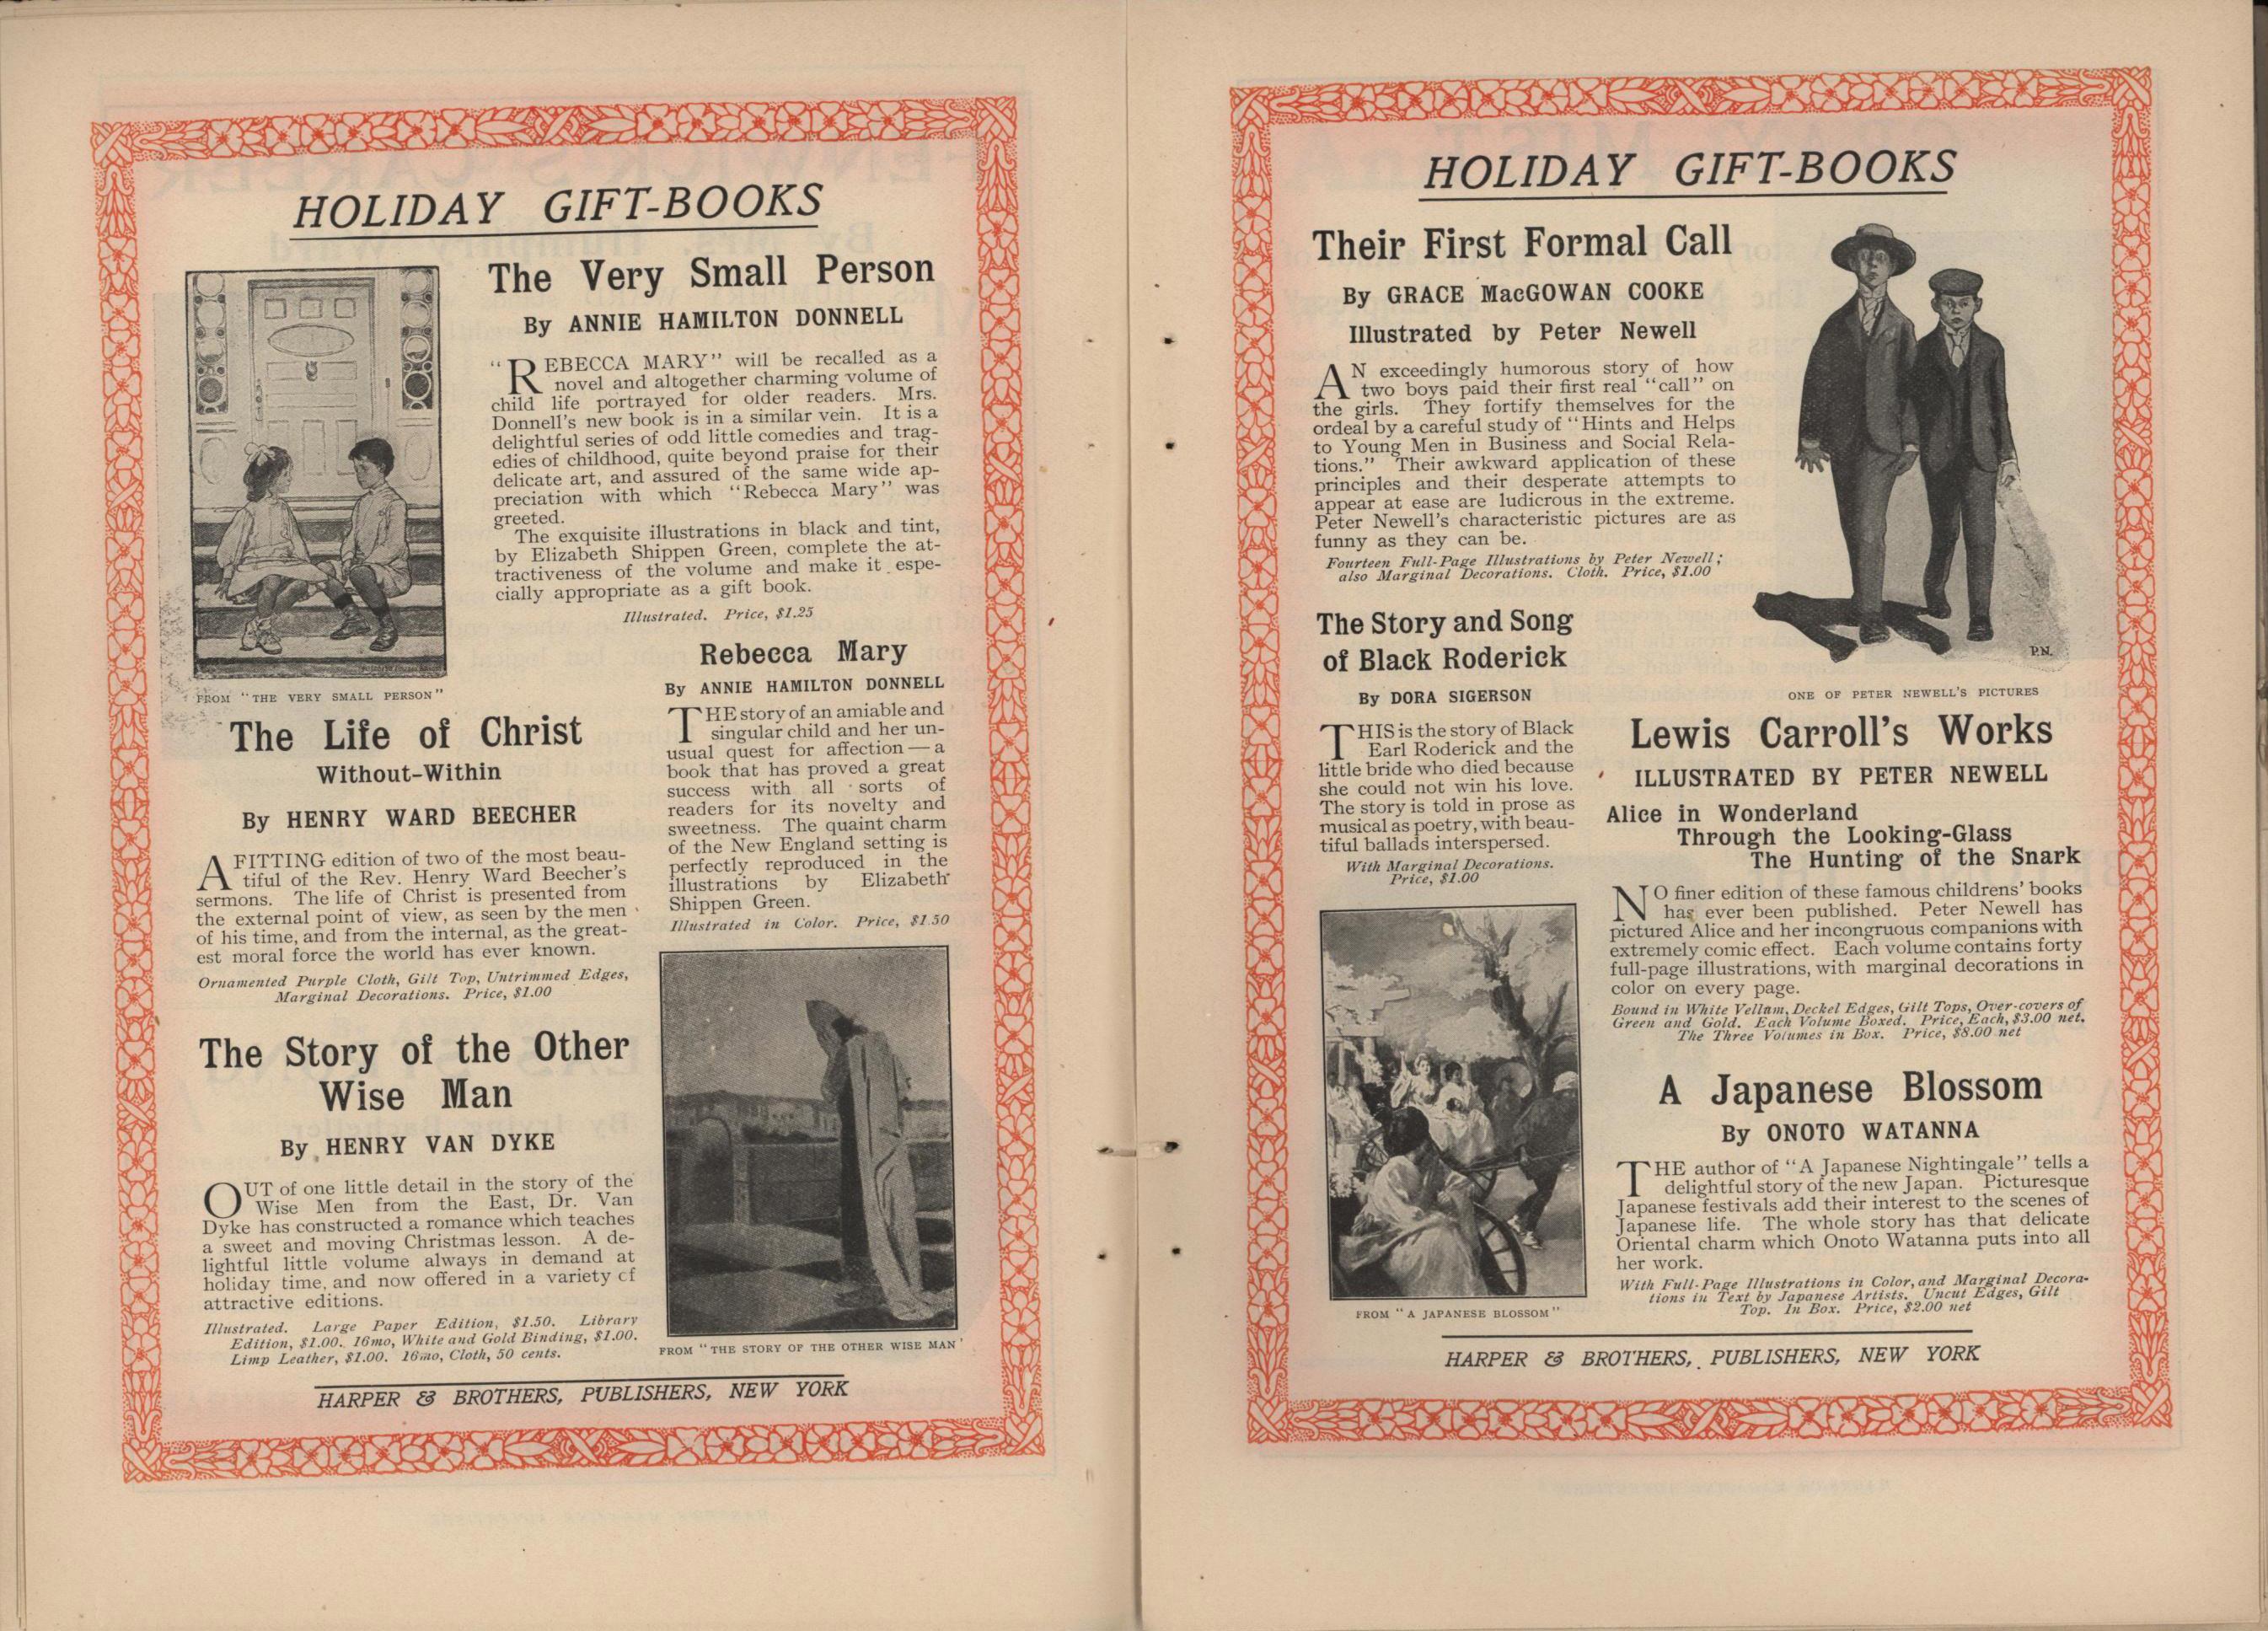 HOLIDAY GIFT-BOOKS
The Very Small Person
By ANNIE HAMILTON DONNELL
"REBECCA MARY" will be recalled as a
novel and altogether charming volume of
child life portrayed for older readers. Mrs.
Donnell's new book is in a similar vein. It is a
delightful series of odd little comedies and trag-
edies of childhood, quite beyond praise for their
delicate art, and assured of the same wide ap-
preciation with which "Rebecca Mary" was
greeted.
The exquisite illustrations in black and tint,
by Elizabeth Shippen Green, complete the at-
tractiveness of the volume and make it espe-
cially appropriate as a gift book.
Illustrated. Price, $1.25
FROM "THE VERY SMALL PERSON"
The Life of Christ
Without-Within
By HENRY WARD BEECHER
A FITTING edition of two of the most beau-
tiful of the Rev. Henry Ward Beecher's
sermons. The life of Christ is presented from
the external point of view, as seen by the men
of his time, and from the internal, as the great-
est moral force the world has ever known.
Ornamented Purple Cloth, Gilt Top, Untrimmed Edges,
Marginal Decorations. Price, $1.00
The Story of the Other
Wise Man
By HENRY VAN DYKE
OUT of one little detail in the story of the
Wise Men from the East, Dr. Van
Dyke has constructed a romance which teaches
a sweet and moving Christmas lesson. A de-
lightful little volume always in demand at
holiday time, and now offered in a variety of
attractive editions.
Illustrated. Large Paper Edition, $1.50. Library
Edition, $1.00. 16mo, White and Gold Binding, $1.00.
Limp Leather, $1.00. 16mo, Cloth, 50 cents.
Rebecca Mary
By ANNIE HAMILTON DONNELL
THE story of an amiable and
singular child and her un-
usual quest for affection — a
book that has proved a great
success with all sorts of
readers for its novelty and
sweetness. The quaint charm
of the New England setting is
perfectly reproduced in the
illustrations by Elizabeth
Shippen Green.
Illustrated in Color. Price, $1.50
FROM "THE STORY OF THE OTHER WISE MAN'
HARPER & BROTHERS, PUBLISHERS, NEW YORK
HOLIDAY GIFT-BOOKS
Their First Formal Call
By GRACE MacGOWAN COOKE
Illustrated by Peter Newell
AN exceedingly humorous story of how
two boys paid their first real "call" on
the girls. They fortify themselves for the
ordeal by a careful study of "Hints and Helps
to Young Men in Business and Social Rela-
tions." Their awkward application of these
principles and their desperate attempts to
appear at ease are ludicrous in the extreme.
Peter Newell's characteristic pictures are as
funny as they can be.
Fourteen Full-Page Illustrations by Peter Newell;
also Marginal Decorations. Cloth. Price, $1.00
P.N.
ONE OF PETER NEWELL'S PICTURES
The Story and Song
of Black Roderick
By DORA SIGERSON
THIS is the story of Black
Earl Roderick and the
little bride who died because
she could not win his love.
The story is told in prose as
musical as poetry, with beau-
tiful ballads interspersed.
With Marginal Decorations.
Price, $1.00
FROM "A JAPANESE BLOSSOM"
Lewis Carroll's Works
ILLUSTRATED BY PETER NEWELL
Alice in Wonderland
Through the Looking-Glass
The Hunting of the Snark
NO finer edition of these famous childrens' books
has ever been published. Peter Newell has
pictured Alice and her incongruous companions with
extremely comic effect. Each volume contains forty
full-page illustrations, with marginal decorations in
color on every page.
Bound in White Vellum, Deckel Edges, Gilt Tops, Over-covers of
Green and Gold. Each Volume Boxed. Price, Each, $3.00 net.
The Three Volumes in Box. Price, $8.00 net
A Japanese Blossom
By ONOTO WATANNA
THE author of "A Japanese Nightingale" tells a
delightful story of the new Japan. Picturesque
Japanese festivals add their interest to the scenes of
Japanese life. The whole story has that delicate
Oriental charm which Onoto Watanna puts into all
her work.
With Full-Page Illustrations in Color, and Marginal Decora-
tions in Text by Japanese Artists. Uncut Edges, Gilt
Top. In Box. Price, $2.00 net
HARPER & BROTHERS, PUBLISHERS, NEW YORK